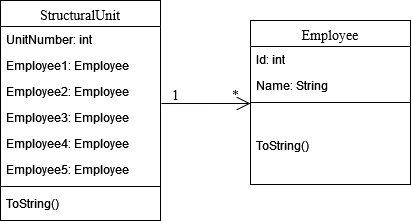 StructuralUnit
UnitNumber: int
Employee1: Employee
Employee2: Employee
Employee3: Employee
Employee4: Employee
Employee5: Employee
ToString()
1
*
Employee
Id: int
Name: String
ToString()